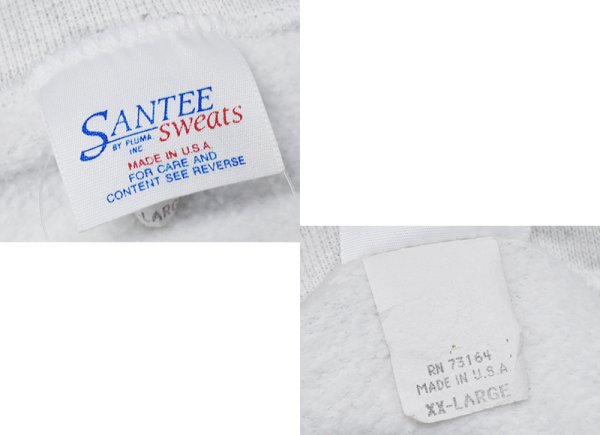 SANTEE
sweats
BY PLUMA
INC
MADE IN U.S.A.
FOR CARE AND
CONTENT SEE REVERSE
LARG
RN 73164
MADE IN U.S.A
XX-LARGE